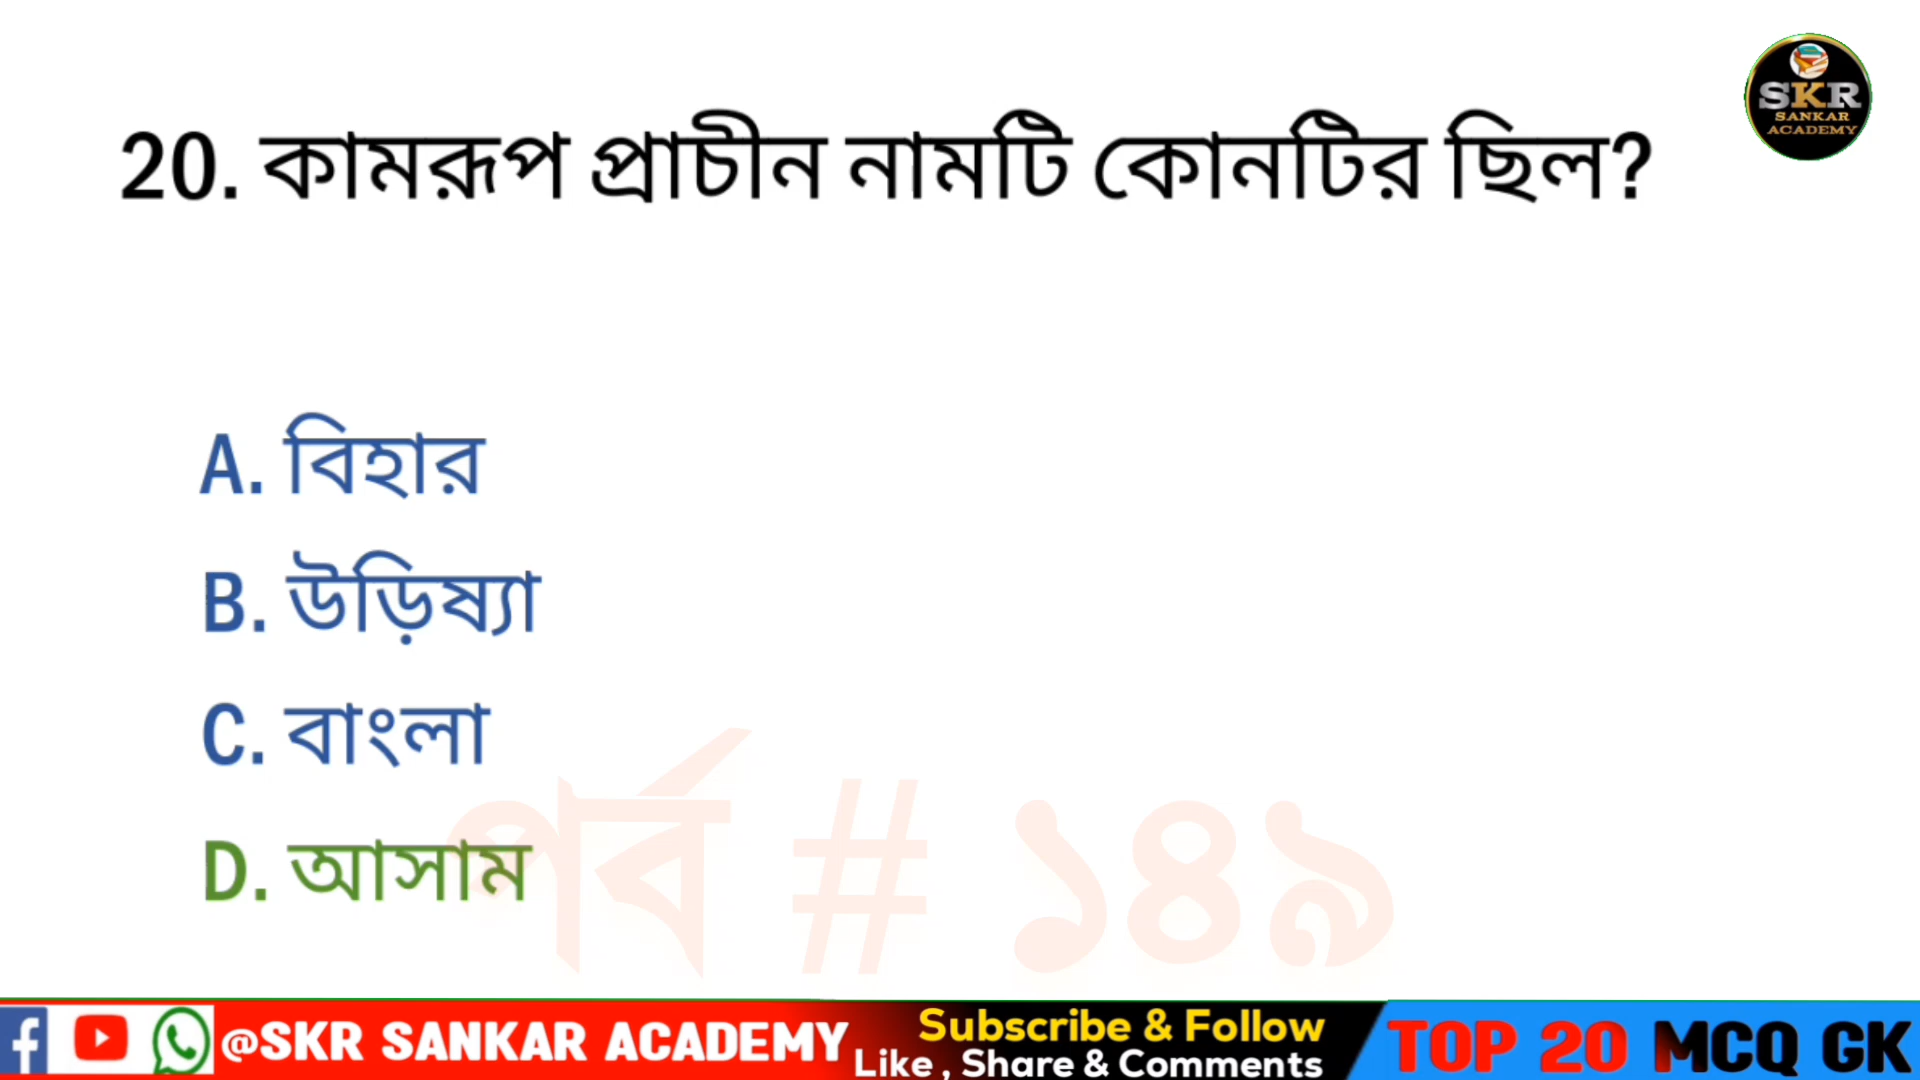 SKR
SANKAR
ACADEMY
20. কামরূপ প্রাচীন নামটি কোনটির ছিল?
A. বিহার
B. উড়িষ্যা
C. বাংলা
D. আসাম
পর্ব # ১৪৯
@SKR SANKAR ACADEMY
Subscribe & Follow
Like , Share & Comments
TOP 20 MCQ GK